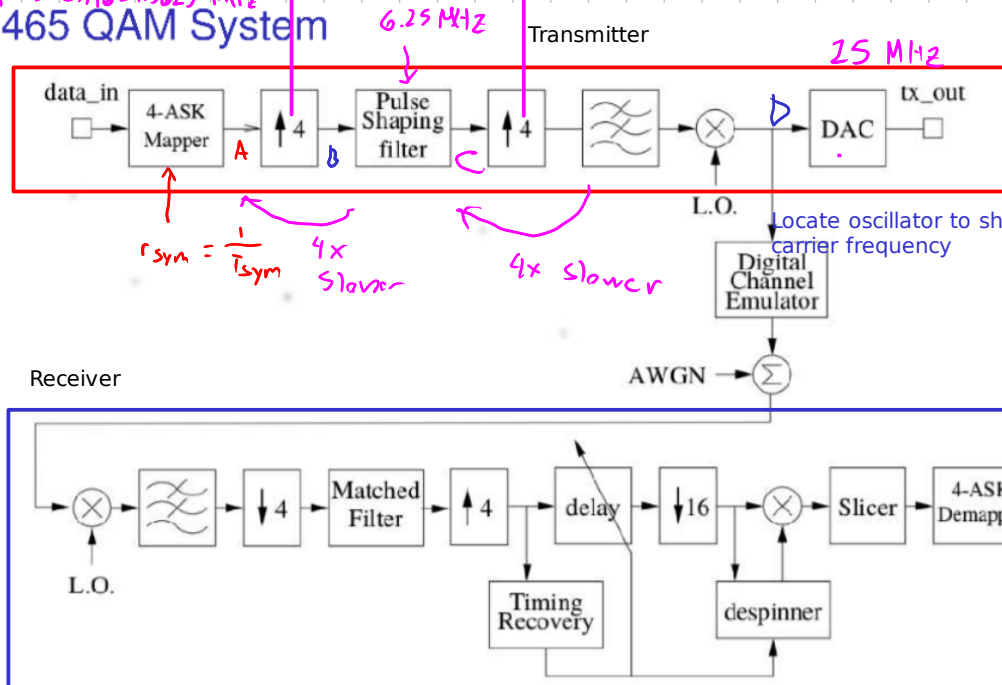 465 QAM System
6.25 MHz
Transmitter
25 MHz
data_in
4-ASK
Mapper
A
↑4
B
Pulse
Shaping
filter
C
↑4
L.O.
D
DAC
tx_out
r sym = 1 / Tsym
4x
slower
4x slower
Locate oscillator to sh
carrier frequency
Digital
Channel
Emulator
AWGN
Σ
Receiver
L.O.
↓4
Matched
Filter
↑4
delay
↓16
Slicer
4-ASK
Demapp
Timing
Recovery
despinner